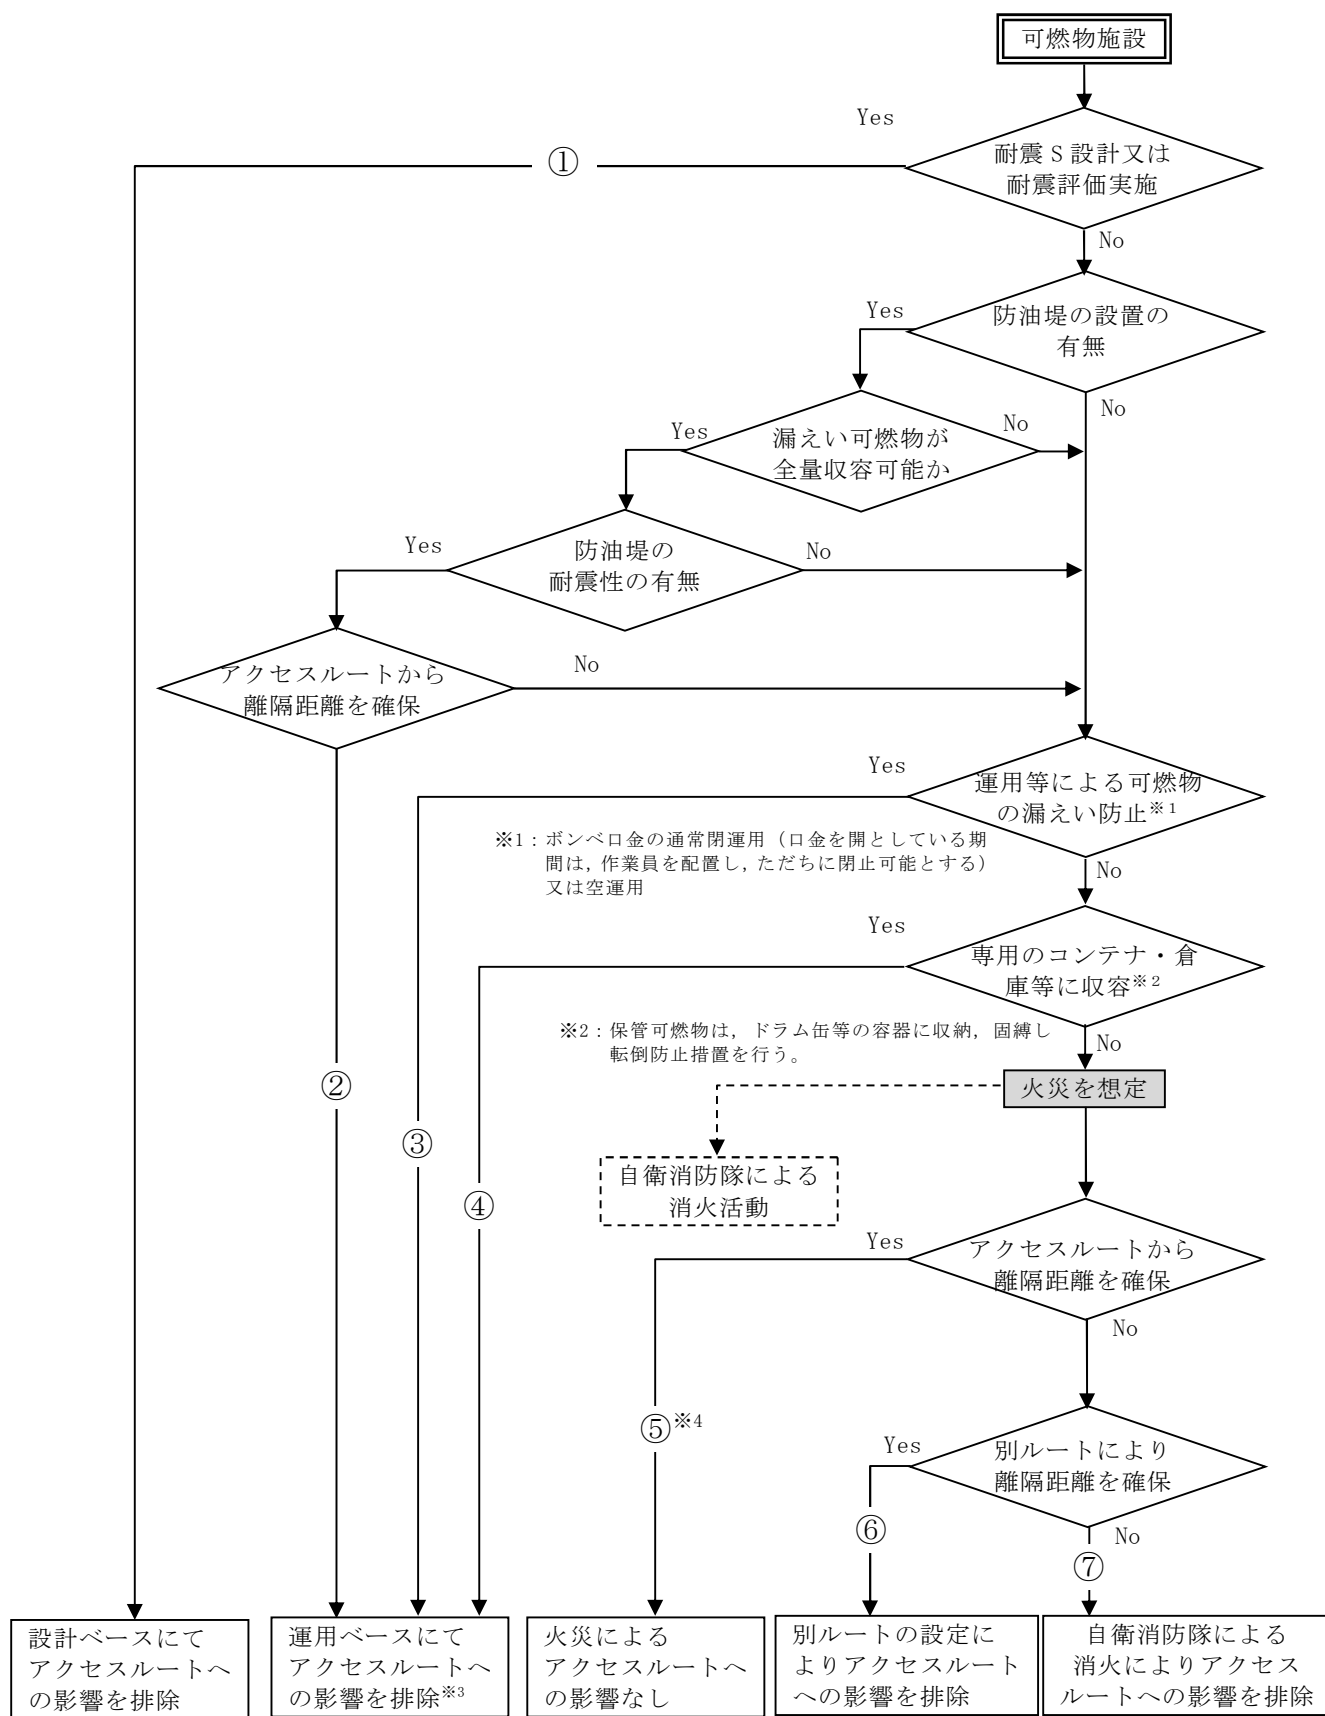 可燃物施設
Yes
①
耐震 S 設計又は
耐震評価実施
No
Yes
防油堤の設置の
有無
No
Yes
漏えい可燃物が
全量収容可能か
No
Yes
防油堤の
耐震性の有無
No
アクセスルートから
離隔距離を確保
No
Yes
運用等による可燃物
の漏えい防止※1
※1：ボンベ口金の通常閉運用（口金を開としている期
間は，作業員を配置し，ただちに閉止可能とする）
又は空運用
No
Yes
専用のコンテナ・倉
庫等に収容※2
※2：保管可燃物は，ドラム缶等の容器に収納，固縛し
転倒防止措置を行う。
No
②
火災を想定
③
自衛消防隊による
消火活動
④
Yes
アクセスルートから
離隔距離を確保
No
⑤※4
Yes
別ルートにより
離隔距離を確保
⑥
No
⑦
設計ベースにて
アクセスルートへ
の影響を排除
運用ベースにて
アクセスルートへ
の影響を排除※3
火災による
アクセスルートへ
の影響なし
別ルートの設定に
よりアクセスルート
への影響を排除
自衛消防隊による
消火によりアクセス
ルートへの影響を排除